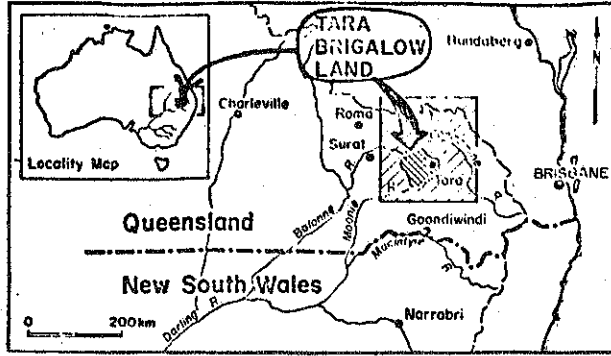 TARA
BRIGALOW
LAND
Bundaberg
N
Charleville
Roma
Surat
Tara
BRISBANE
Locality Map
R.
R.
Balonne
Moonie
Goondiwindi
Queensland
Macintyre
R.
New South Wales
Darling R.
Narrabri
0 200km